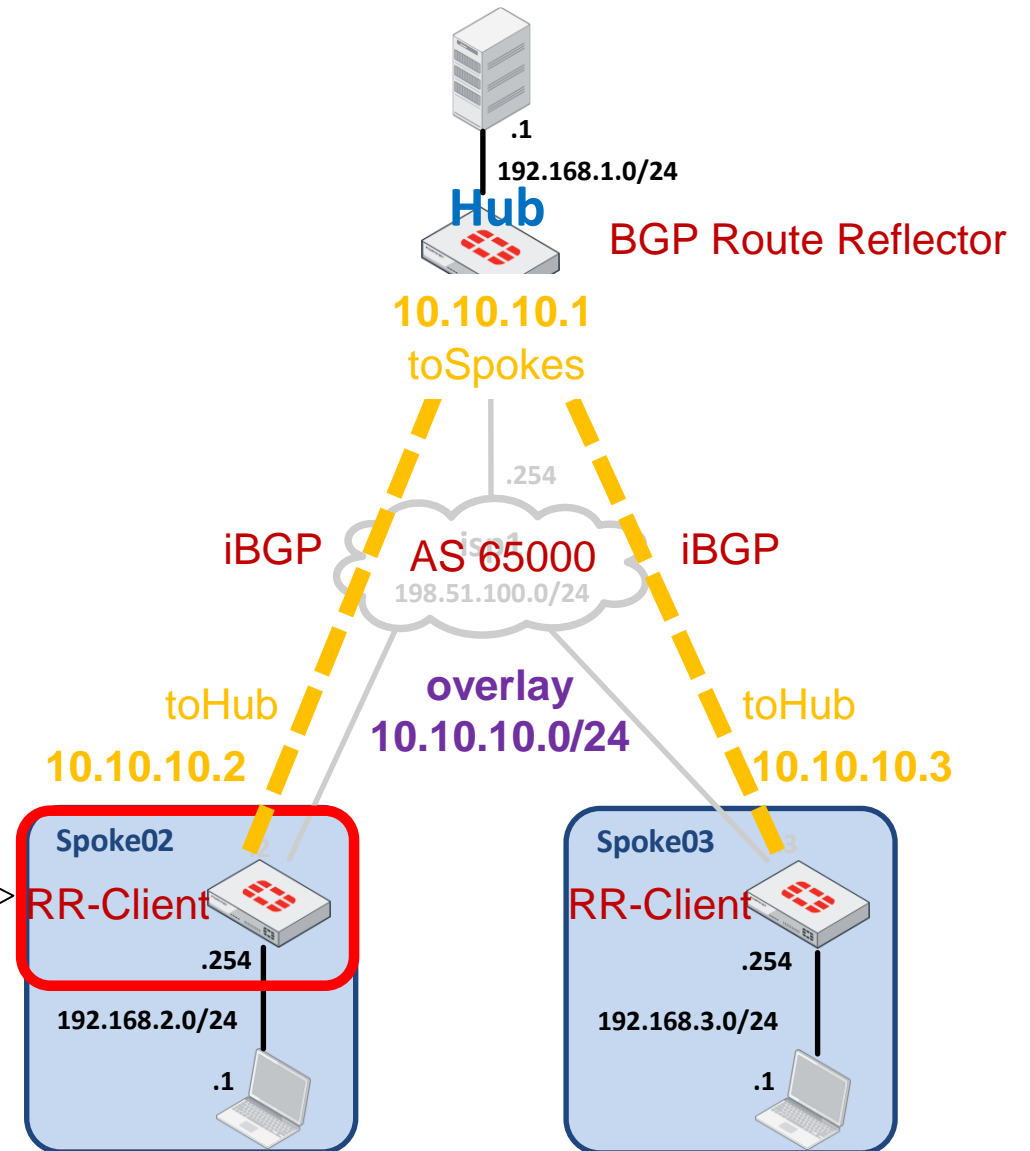 .1
192.168.1.0/24
Hub
BGP Route Reflector
10.10.10.1
toSpokes
.254
iBGP
isp1
AS 65000
iBGP
198.51.100.0/24
overlay
10.10.10.0/24
toHub
toHub
10.10.10.2
10.10.10.3
Spoke02
.2
Spoke03
.3
>
RR-Client
RR-Client
.254
.254
192.168.2.0/24
192.168.3.0/24
.1
.1